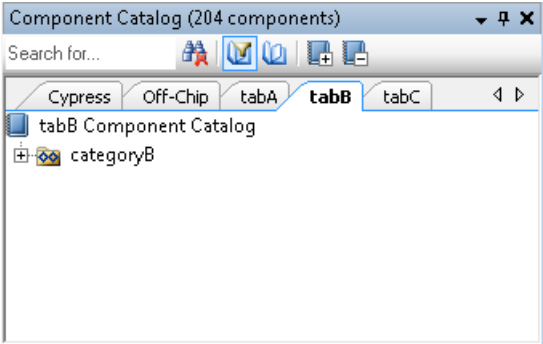 Component Catalog (204 components)
Search for...
Cypress Off-Chip tabA tabB tabC
tabB Component Catalog
categoryB